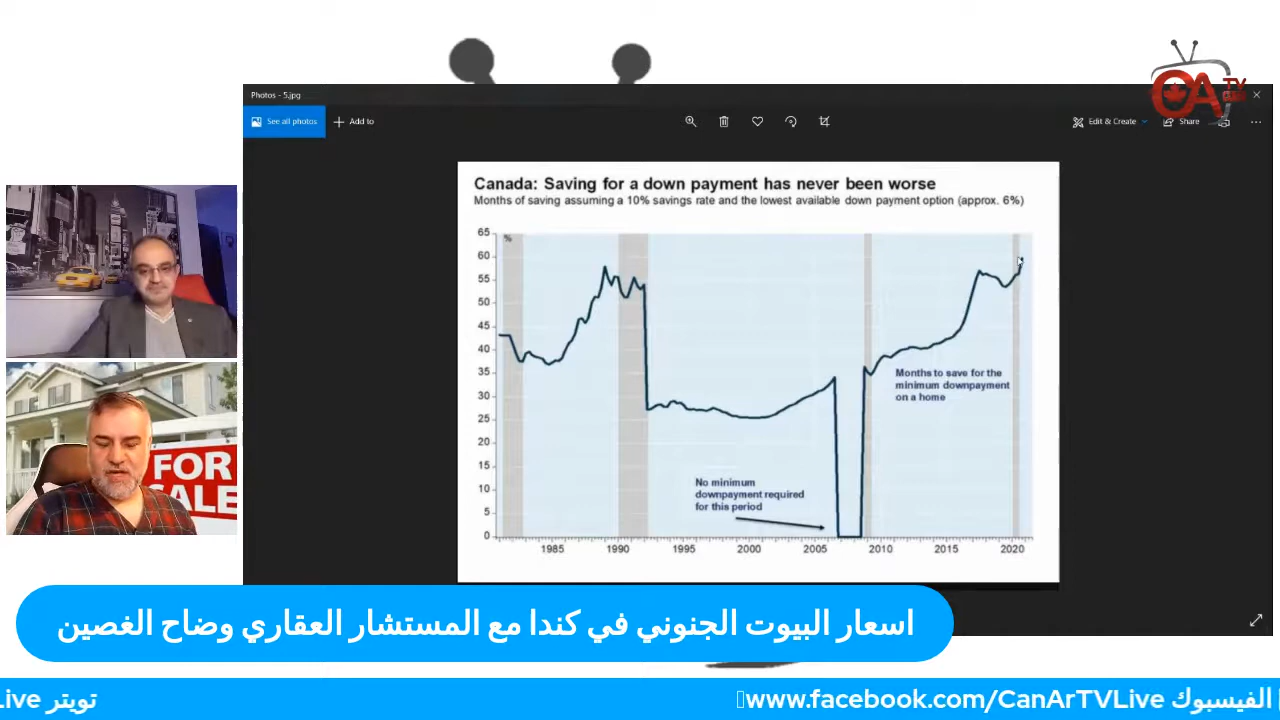 Photos - 5.jpg
See all photos
Add to
Edit & Create
Share
TV
Canada: Saving for a down payment has never been worse
Months of saving assuming a 10% savings rate and the lowest available down payment option (approx. 6%)
65
%
60
55
50
45
40
35
30
25
20
15
10
5
0
Months to save for the
minimum downpayment
on a home
No minimum
downpayment required
for this period
1985 1990 1995 2000 2005 2010 2015 2020
FOR
SALE
اسعار البيوت الجنوني في كندا مع المستشار العقاري وضاح الغصين
الفيسبوك www.facebook.com/CanArTVLive
تويتر